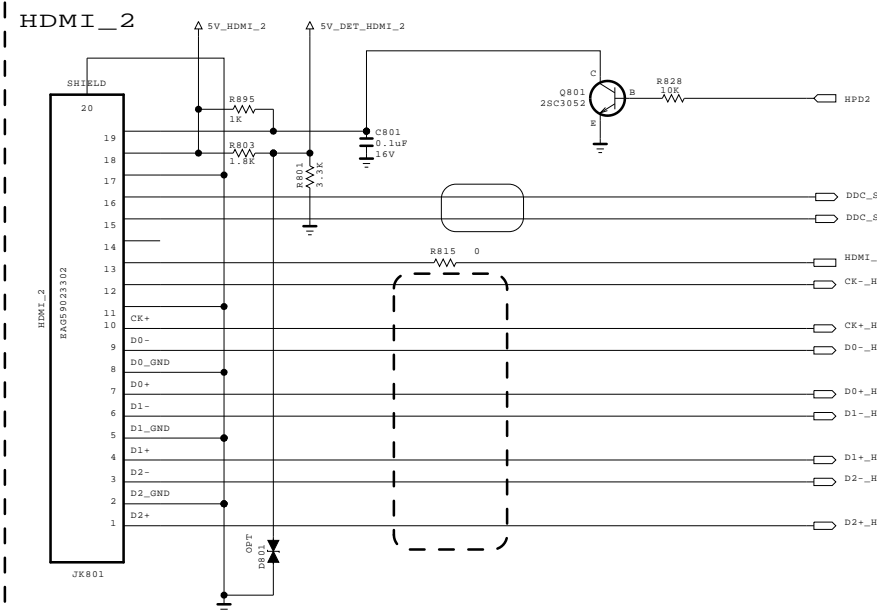 HDMI_2
5V_HDMI_2
5V_DET_HDMI_2
SHIELD
20
R895
1K
C
Q801
2SC3052
B
E
R828
10K
HPD2
19
C801
0.1uF
16V
R803
1.8K
18
R801
3.3K
17
16
DDC_S
15
DDC_S
14
R815 0
13
HDMI_
12
CK-_H
11
10
CK+
CK+_H
D0-
9
D0-_H
D0_GND
8
D0+
7
D0+_H
D1-
6
D1-_H
D1_GND
5
D1+
4
D1+_H
D2-
3
D2-_H
D2_GND
2
D2+
1
D2+_H
HDMI_2
EAG59023302
OPT
D801
JK801